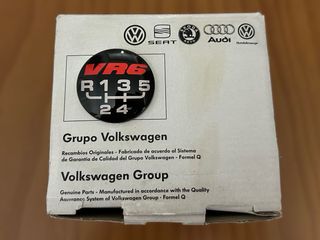 SEAT
Audi
VR6
R 1 3 5
2 4
Grupo Volkswagen
Recambios Originales - Fabricado de acuerdo al Sistema
de Garantía de Calidad del Grupo Volkswagen - Formel Q
Volkswagen Group
Genuine Parts - Manufactured in accordance with the Quality
Assurance System of Volkswagen Group - Formel Q